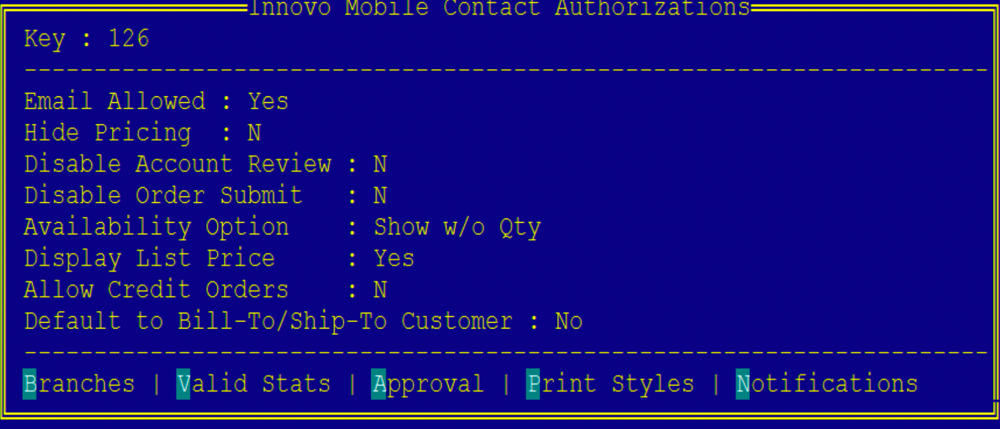 Innovo Mobile Contact Authorizations
Key : 126
------------------------------------------------------------------------
Email Allowed : Yes
Hide Pricing  : N
Disable Account Review : N
Disable Order Submit   : N
Availability Option    : Show w/o Qty
Display List Price     : Yes
Allow Credit Orders    : N
Default to Bill-To/Ship-To Customer : No
------------------------------------------------------------------------
Branches | Valid Stats | Approval | Print Styles | Notifications